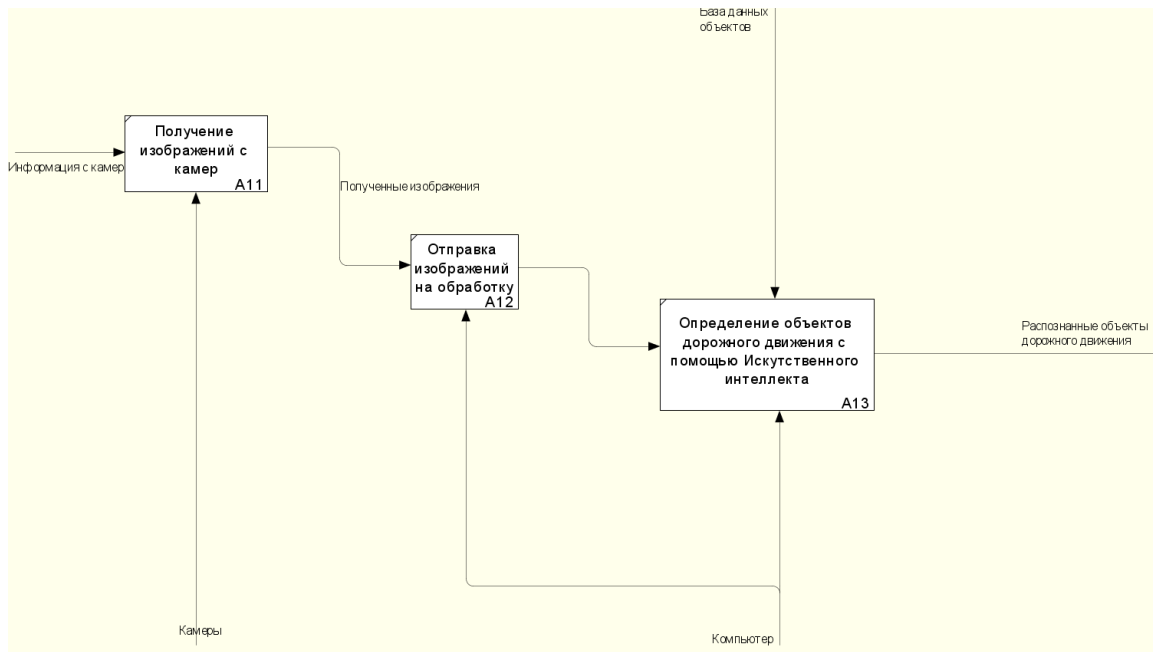 База данных
объектов
Получение
изображений с
камер
A11
Информация с камер
Полученные изображения
Отправка
изображений
на обработку
A12
Определение объектов
дорожного движения с
помощью Искутственного
интеллекта
A13
Распознанные объекты
дорожного движения
Камеры
Компьютер